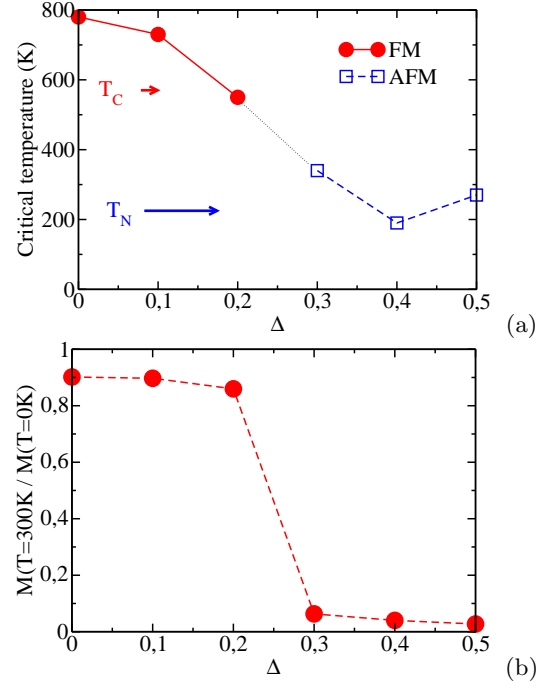 800
600
400
200
0
Critical temperature (K)
FM
AFM
T_C
T_N
0 0,1 0,2 0,3 0,4 0,5
Δ
(a)
1
0,8
0,6
0,4
0,2
0
M(T=300K / M(T=0K)
0 0,1 0,2 0,3 0,4 0,5
Δ
(b)